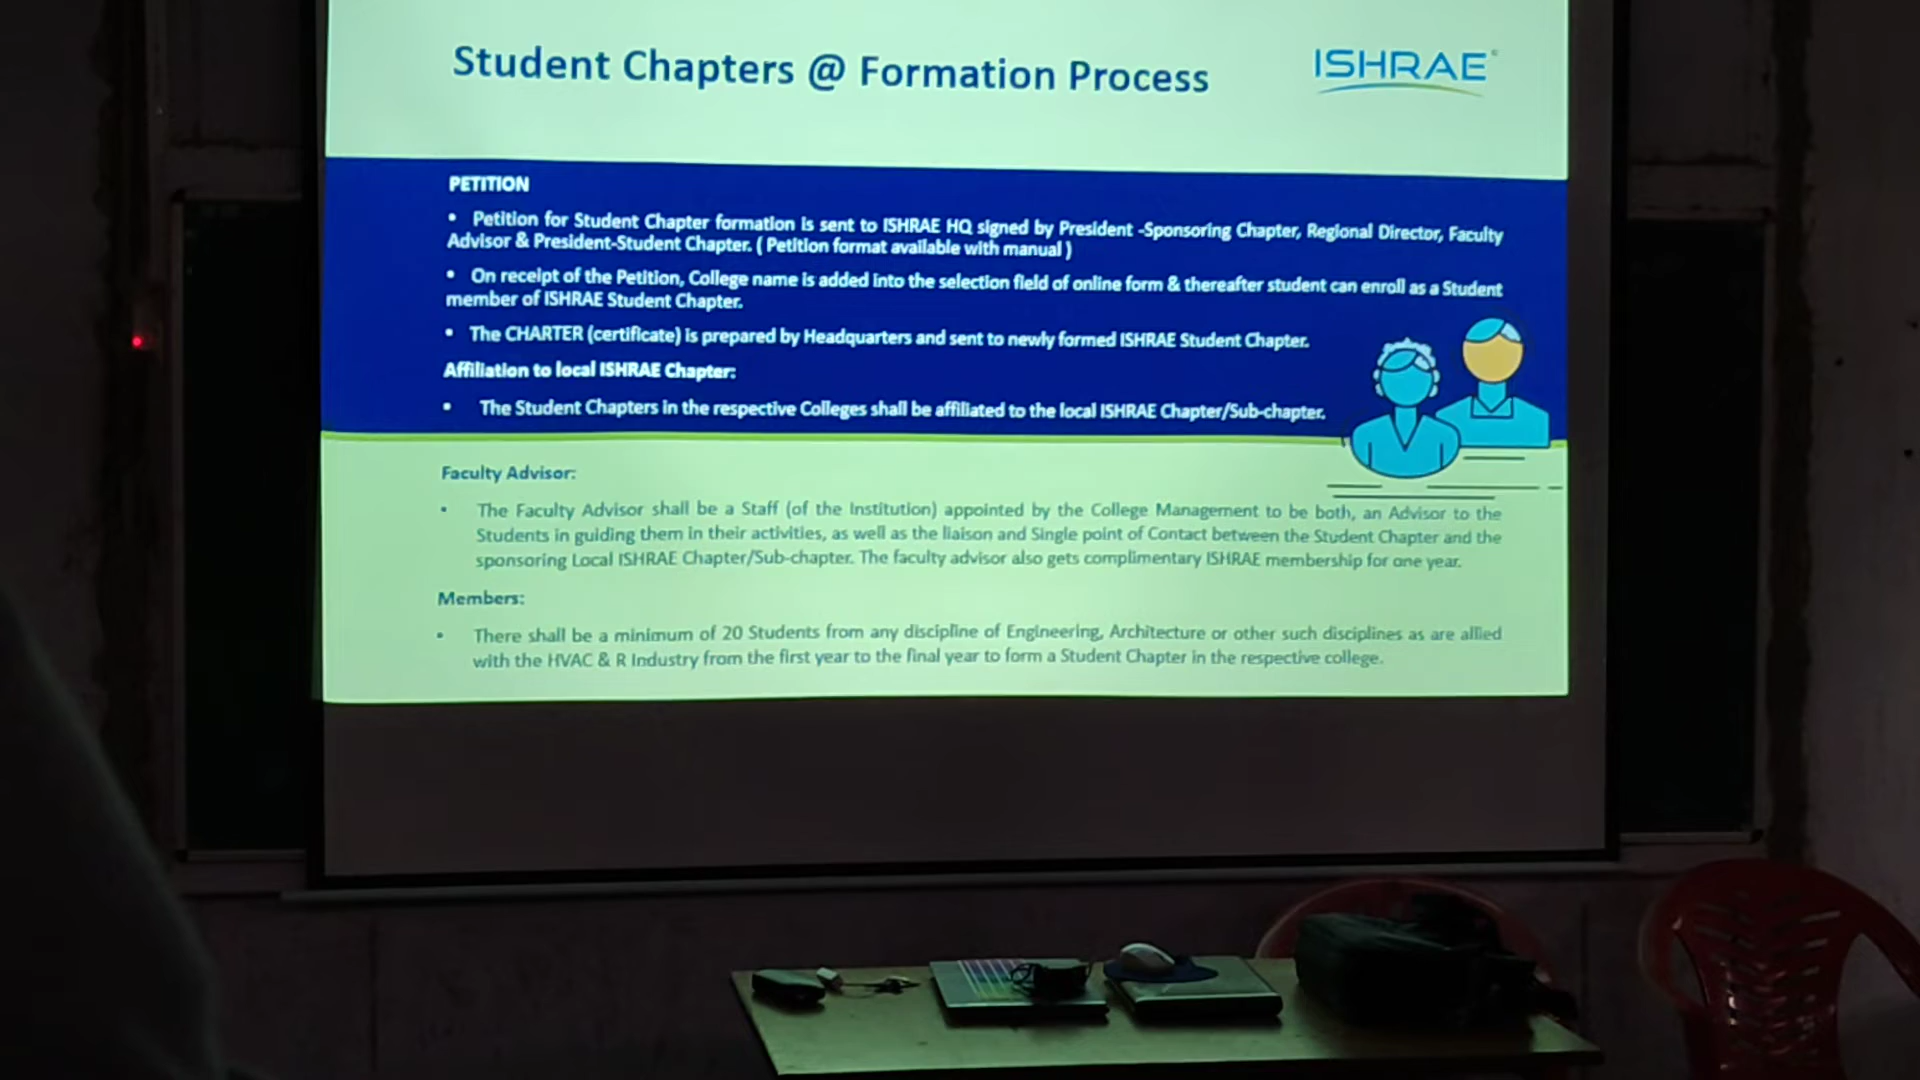 Student Chapters @ Formation Process
ISHRAE
PETITION
• Petition for Student Chapter formation is sent to ISHRAE HQ signed by President -Sponsoring Chapter, Regional Director, Faculty
Advisor & President-Student Chapter. ( Petition format available with manual )
• On receipt of the Petition, College name is added into the selection field of online form & thereafter student can enroll as a Student
member of ISHRAE Student Chapter.
• The CHARTER (certificate) is prepared by Headquarters and sent to newly formed ISHRAE Student Chapter.
Affiliation to local ISHRAE Chapter:
• The Student Chapters in the respective Colleges shall be affiliated to the local ISHRAE Chapter/Sub-chapter.
Faculty Advisor:
• The Faculty Advisor shall be a Staff (of the Institution) appointed by the College Management to be both, an Advisor to the
Students in guiding them in their activities, as well as the liaison and Single point of Contact between the Student Chapter and the
sponsoring Local ISHRAE Chapter/Sub-chapter. The faculty advisor also gets complimentary ISHRAE membership for one year.
Members:
• There shall be a minimum of 20 Students from any discipline of Engineering, Architecture or other such disciplines as are allied
with the HVAC & R Industry from the first year to the final year to form a Student Chapter in the respective college.